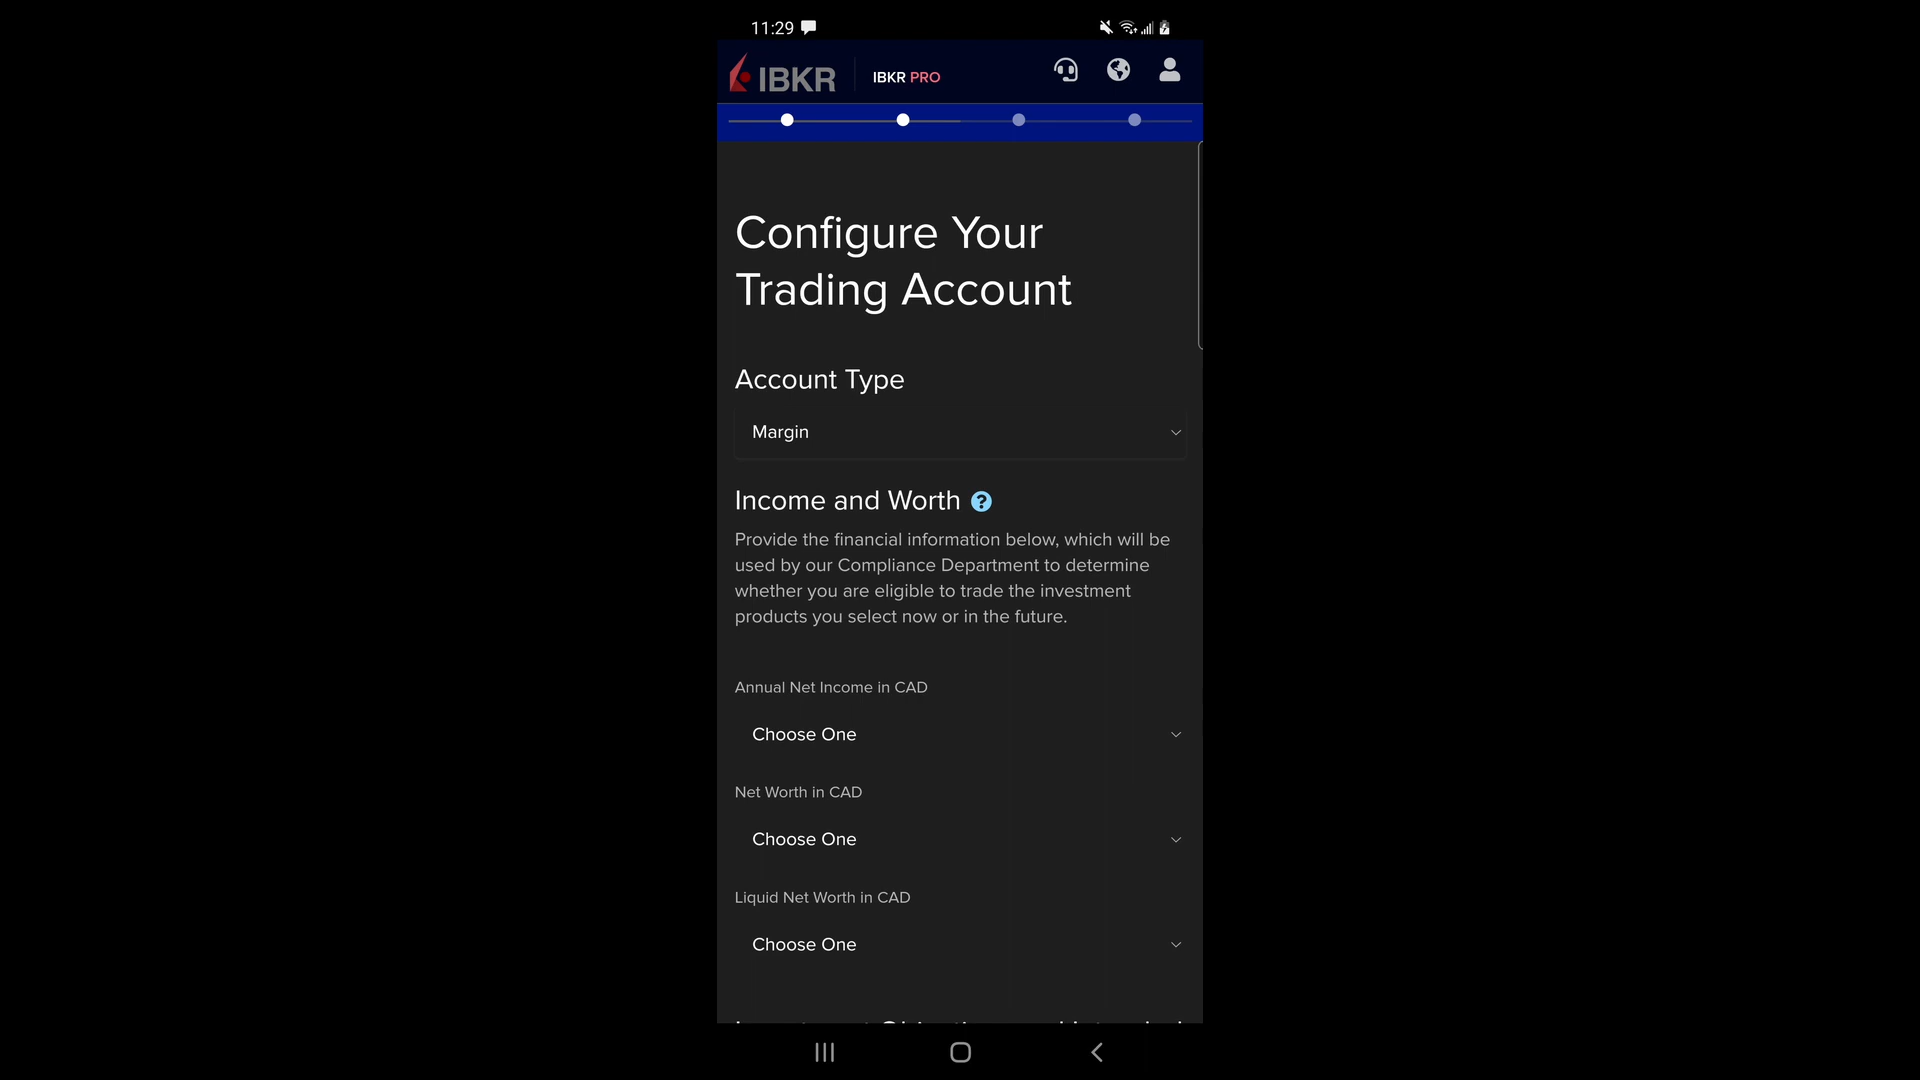 11:29
IBKR IBKR PRO
Configure Your
Trading Account
Account Type
Margin
Income and Worth ?
Provide the financial information below, which will be
used by our Compliance Department to determine
whether you are eligible to trade the investment
products you select now or in the future.
Annual Net Income in CAD
Choose One
Net Worth in CAD
Choose One
Liquid Net Worth in CAD
Choose One